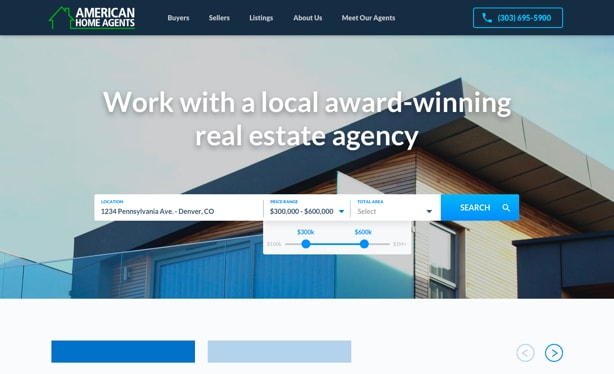 AMERICAN
HOME AGENTS
Buyers Sellers Listings About Us Meet Our Agents
(303) 695-5900
Work with a local award-winning
real estate agency
LOCATION PRICE RANGE TOTAL AREA
1234 Pennsylvania Ave. - Denver, CO $300,000 - $600,000 Select
SEARCH
$300k $600k
$100k $1M+